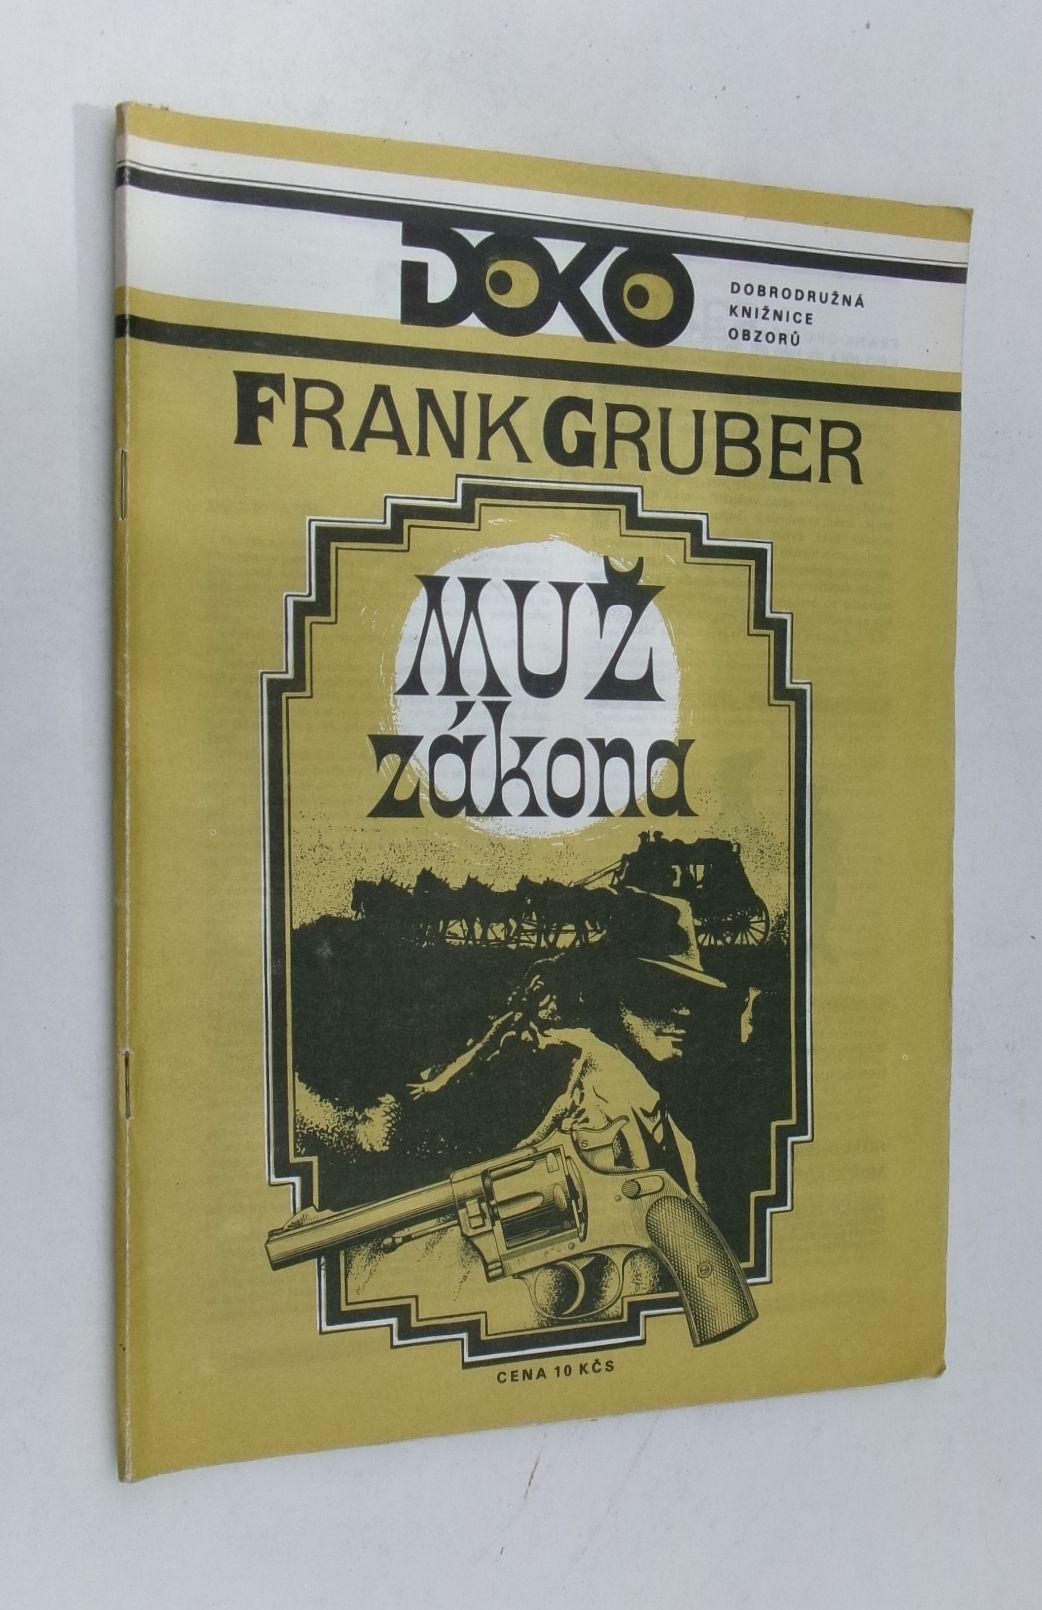 DOKO
DOBRODRUŽNÁ
KNIŽNICE
OBZORŮ
FRANK GRUBER
MUŽ
zákona
CENA 10 KČS